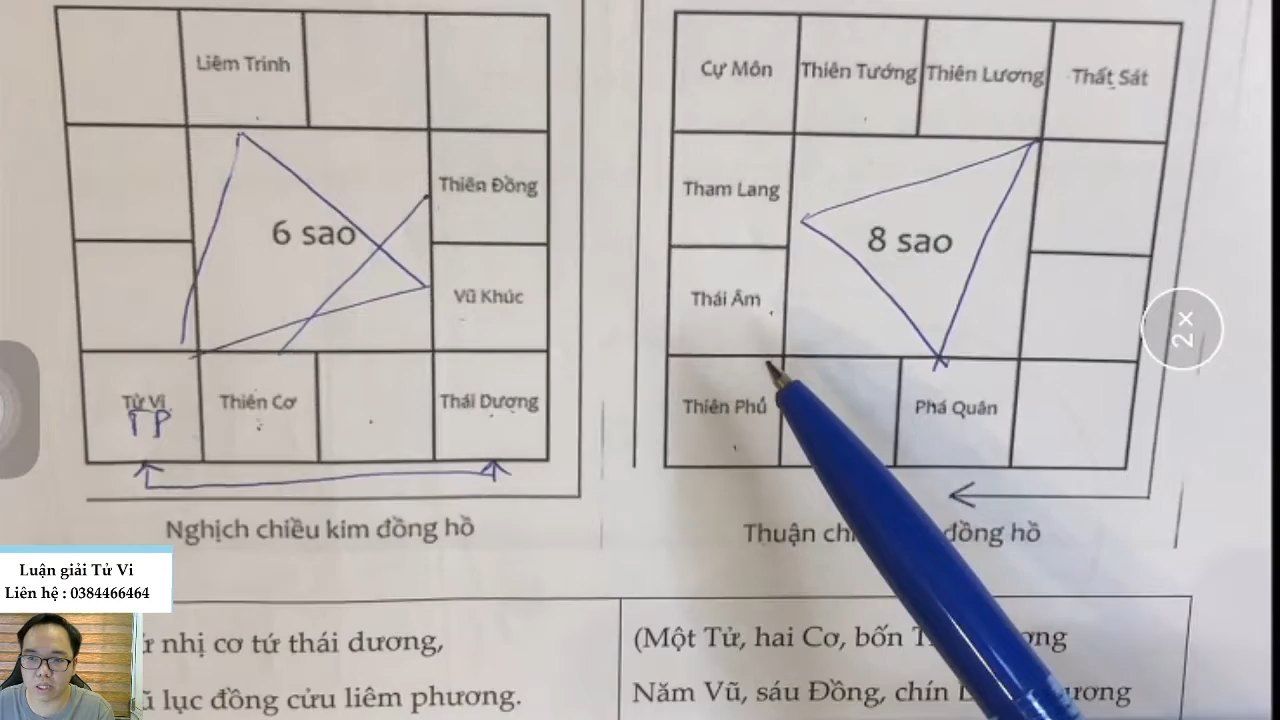 Liêm Trinh
Thiên Đồng
6 sao
Vũ Khúc
Tử Vi
TP
Thiên Cơ
Thái Dương
Nghịch chiều kim đồng hồ
Cự Môn
Thiên Tướng
Thiên Lương
Thất Sát
Tham Lang
8 sao
Thái Âm
Thiên Phủ
Phá Quân
Thuận
đồng hồ
2×
Luận giải Tử Vi
Liên hệ : 0384466464
nhị cơ tứ thái dương,
lục đồng cửu liêm phương.
(Một Tử, hai Cơ, bốn
Năm Vũ, sáu Đồng, chín